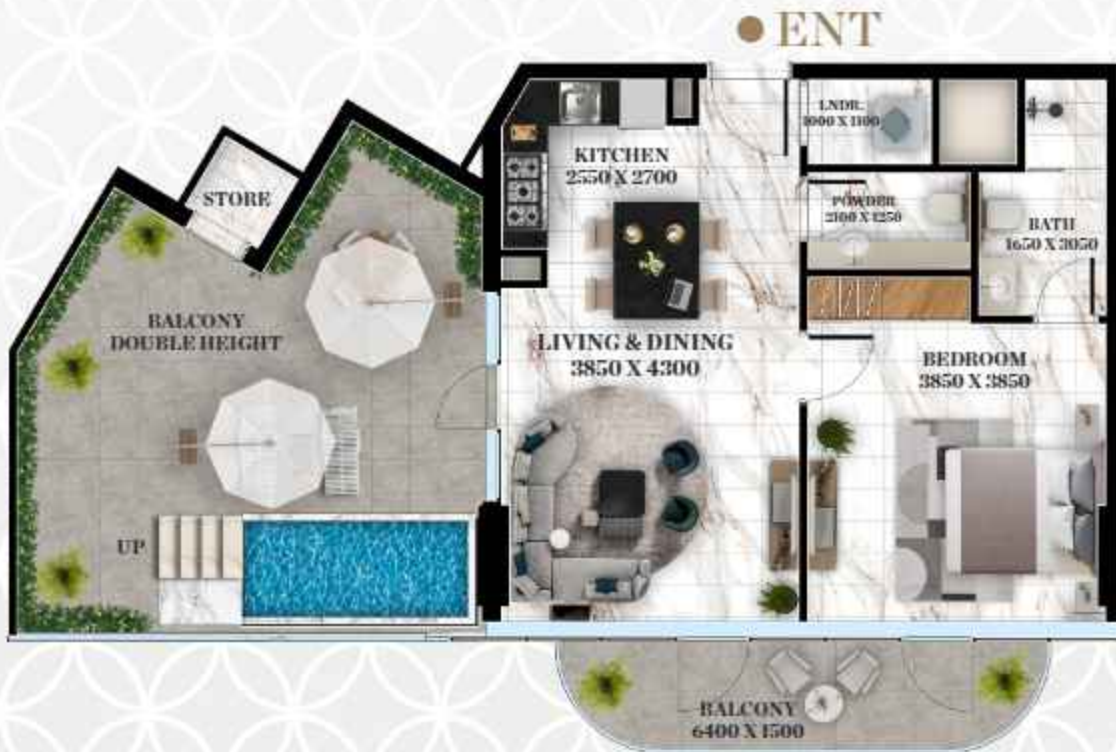 ENT
LNDR.
1000 X 1100
KITCHEN
2550 X 2700
STORE
POWDER
2100 X 1250
BATH
1650 X 3050
BALCONY
DOUBLE HEIGHT
LIVING & DINING
3850 X 4300
BEDROOM
3850 X 3850
UP
BALCONY
6400 X 1500